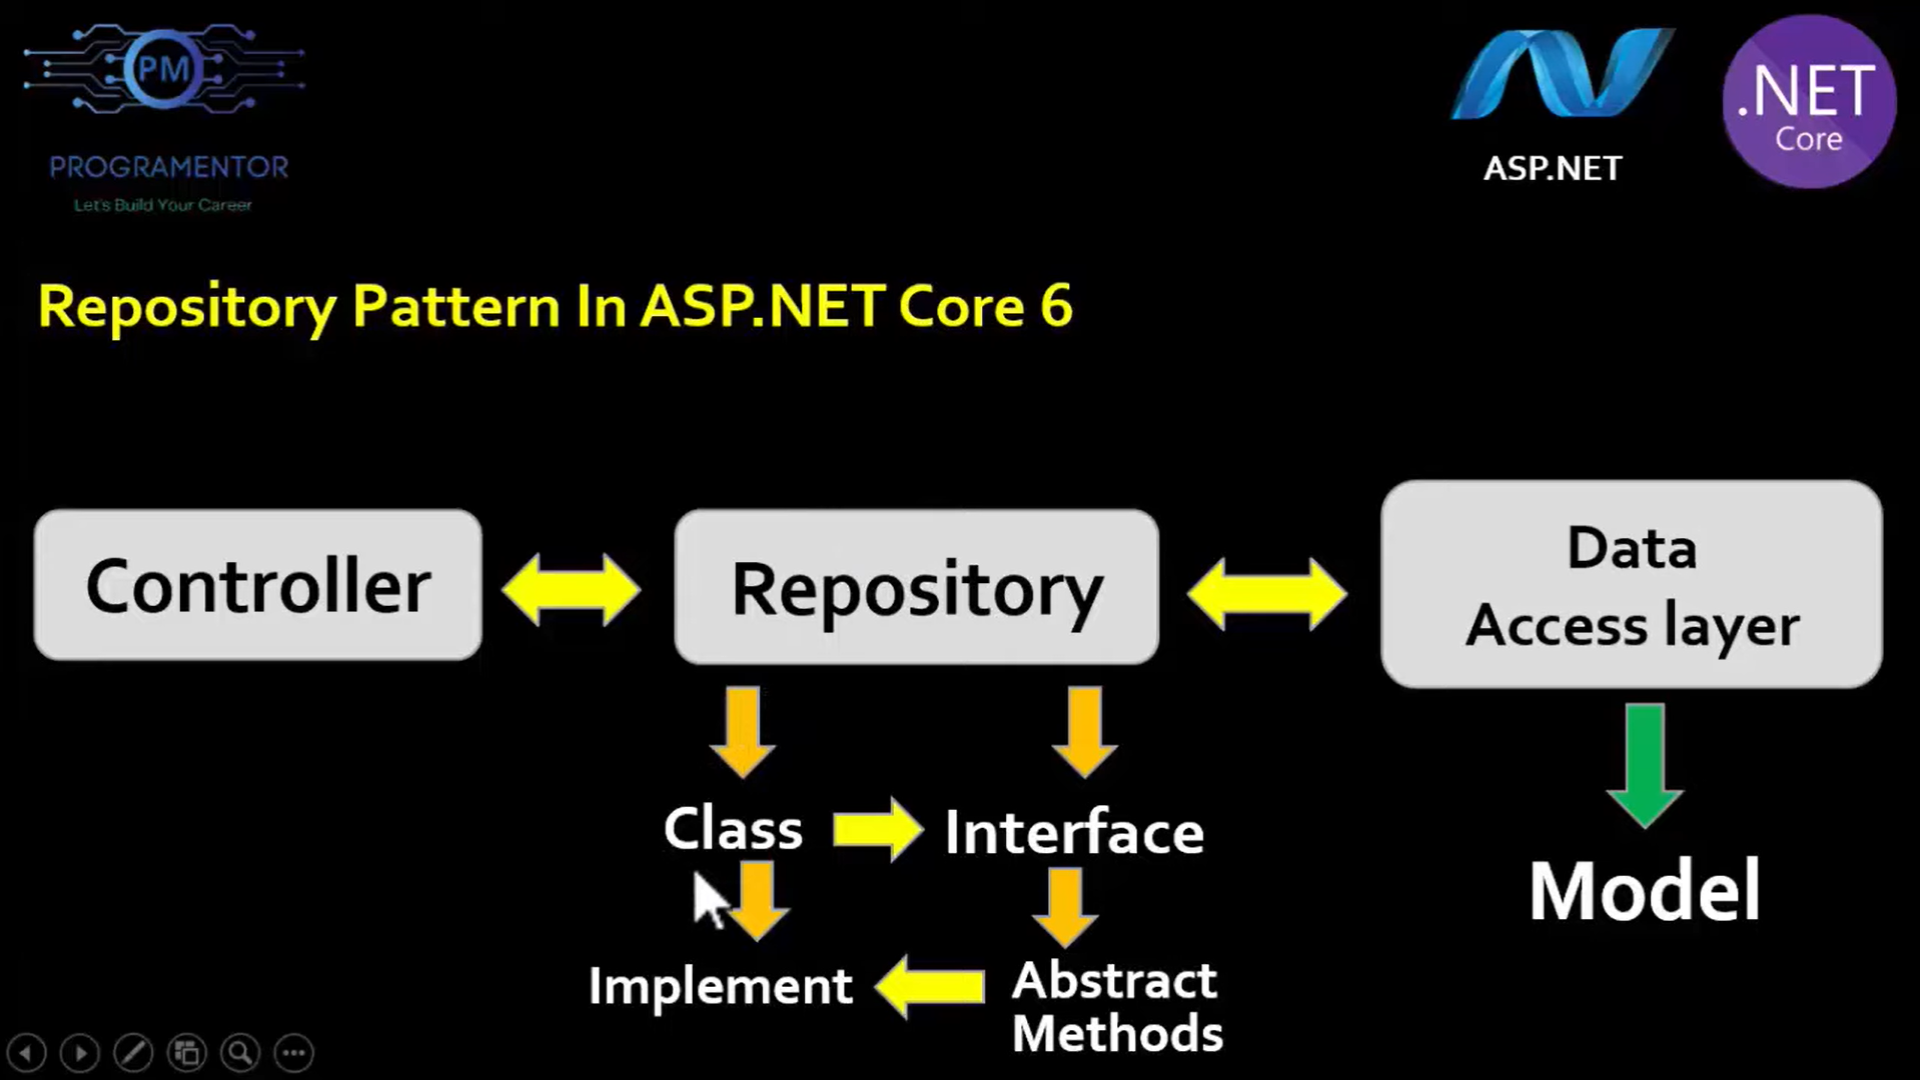 PM
PROGRAMENTOR
Let's Build Your Career
ASP.NET
.NET
Core
Repository Pattern In ASP.NET Core 6
Controller
Repository
Data
Access layer
Class
Interface
Model
Implement
Abstract
Methods